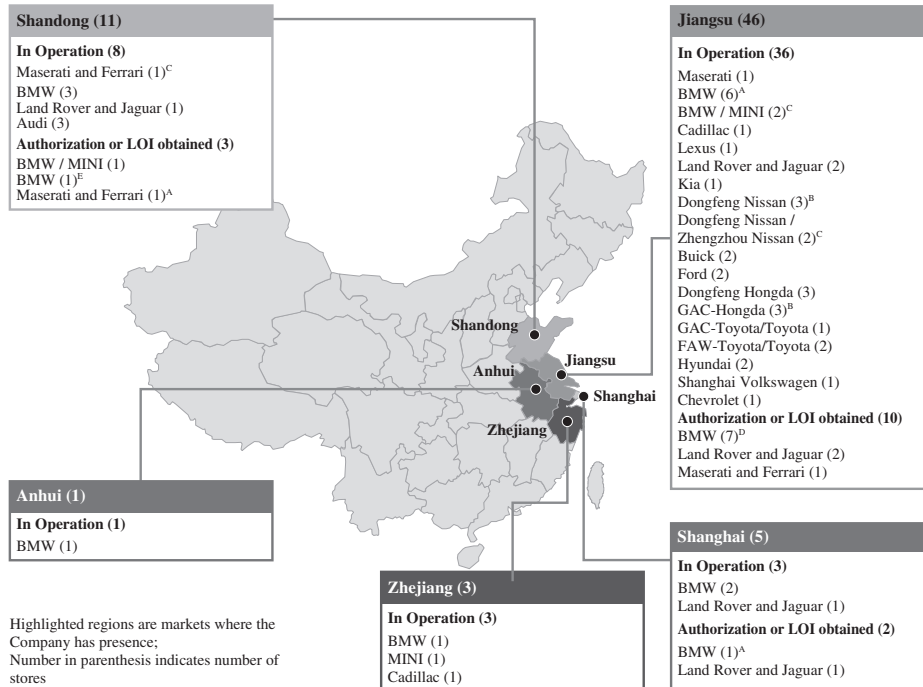 Shandong (11)
In Operation (8)
Maserati and Ferrari (1)C
BMW (3)
Land Rover and Jaguar (1)
Audi (3)
Authorization or LOI obtained (3)
BMW / MINI (1)
BMW (1)E
Maserati and Ferrari (1)A
Jiangsu (46)
In Operation (36)
Maserati (1)
BMW (6)A
BMW / MINI (2)C
Cadillac (1)
Lexus (1)
Land Rover and Jaguar (2)
Kia (1)
Dongfeng Nissan (3)B
Dongfeng Nissan /
Zhengzhou Nissan (2)C
Buick (2)
Ford (2)
Dongfeng Hongda (3)
GAC-Hongda (3)B
GAC-Toyota/Toyota (1)
FAW-Toyota/Toyota (2)
Hyundai (2)
Shanghai Volkswagen (1)
Chevrolet (1)
Authorization or LOI obtained (10)
BMW (7)D
Land Rover and Jaguar (2)
Maserati and Ferrari (1)
Shandong
Jiangsu
Anhui
Shanghai
Zhejiang
Anhui (1)
In Operation (1)
BMW (1)
Zhejiang (3)
In Operation (3)
BMW (1)
MINI (1)
Cadillac (1)
Shanghai (5)
In Operation (3)
BMW (2)
Land Rover and Jaguar (1)
Authorization or LOI obtained (2)
BMW (1)A
Land Rover and Jaguar (1)
Highlighted regions are markets where the
Company has presence;
Number in parenthesis indicates number of
stores